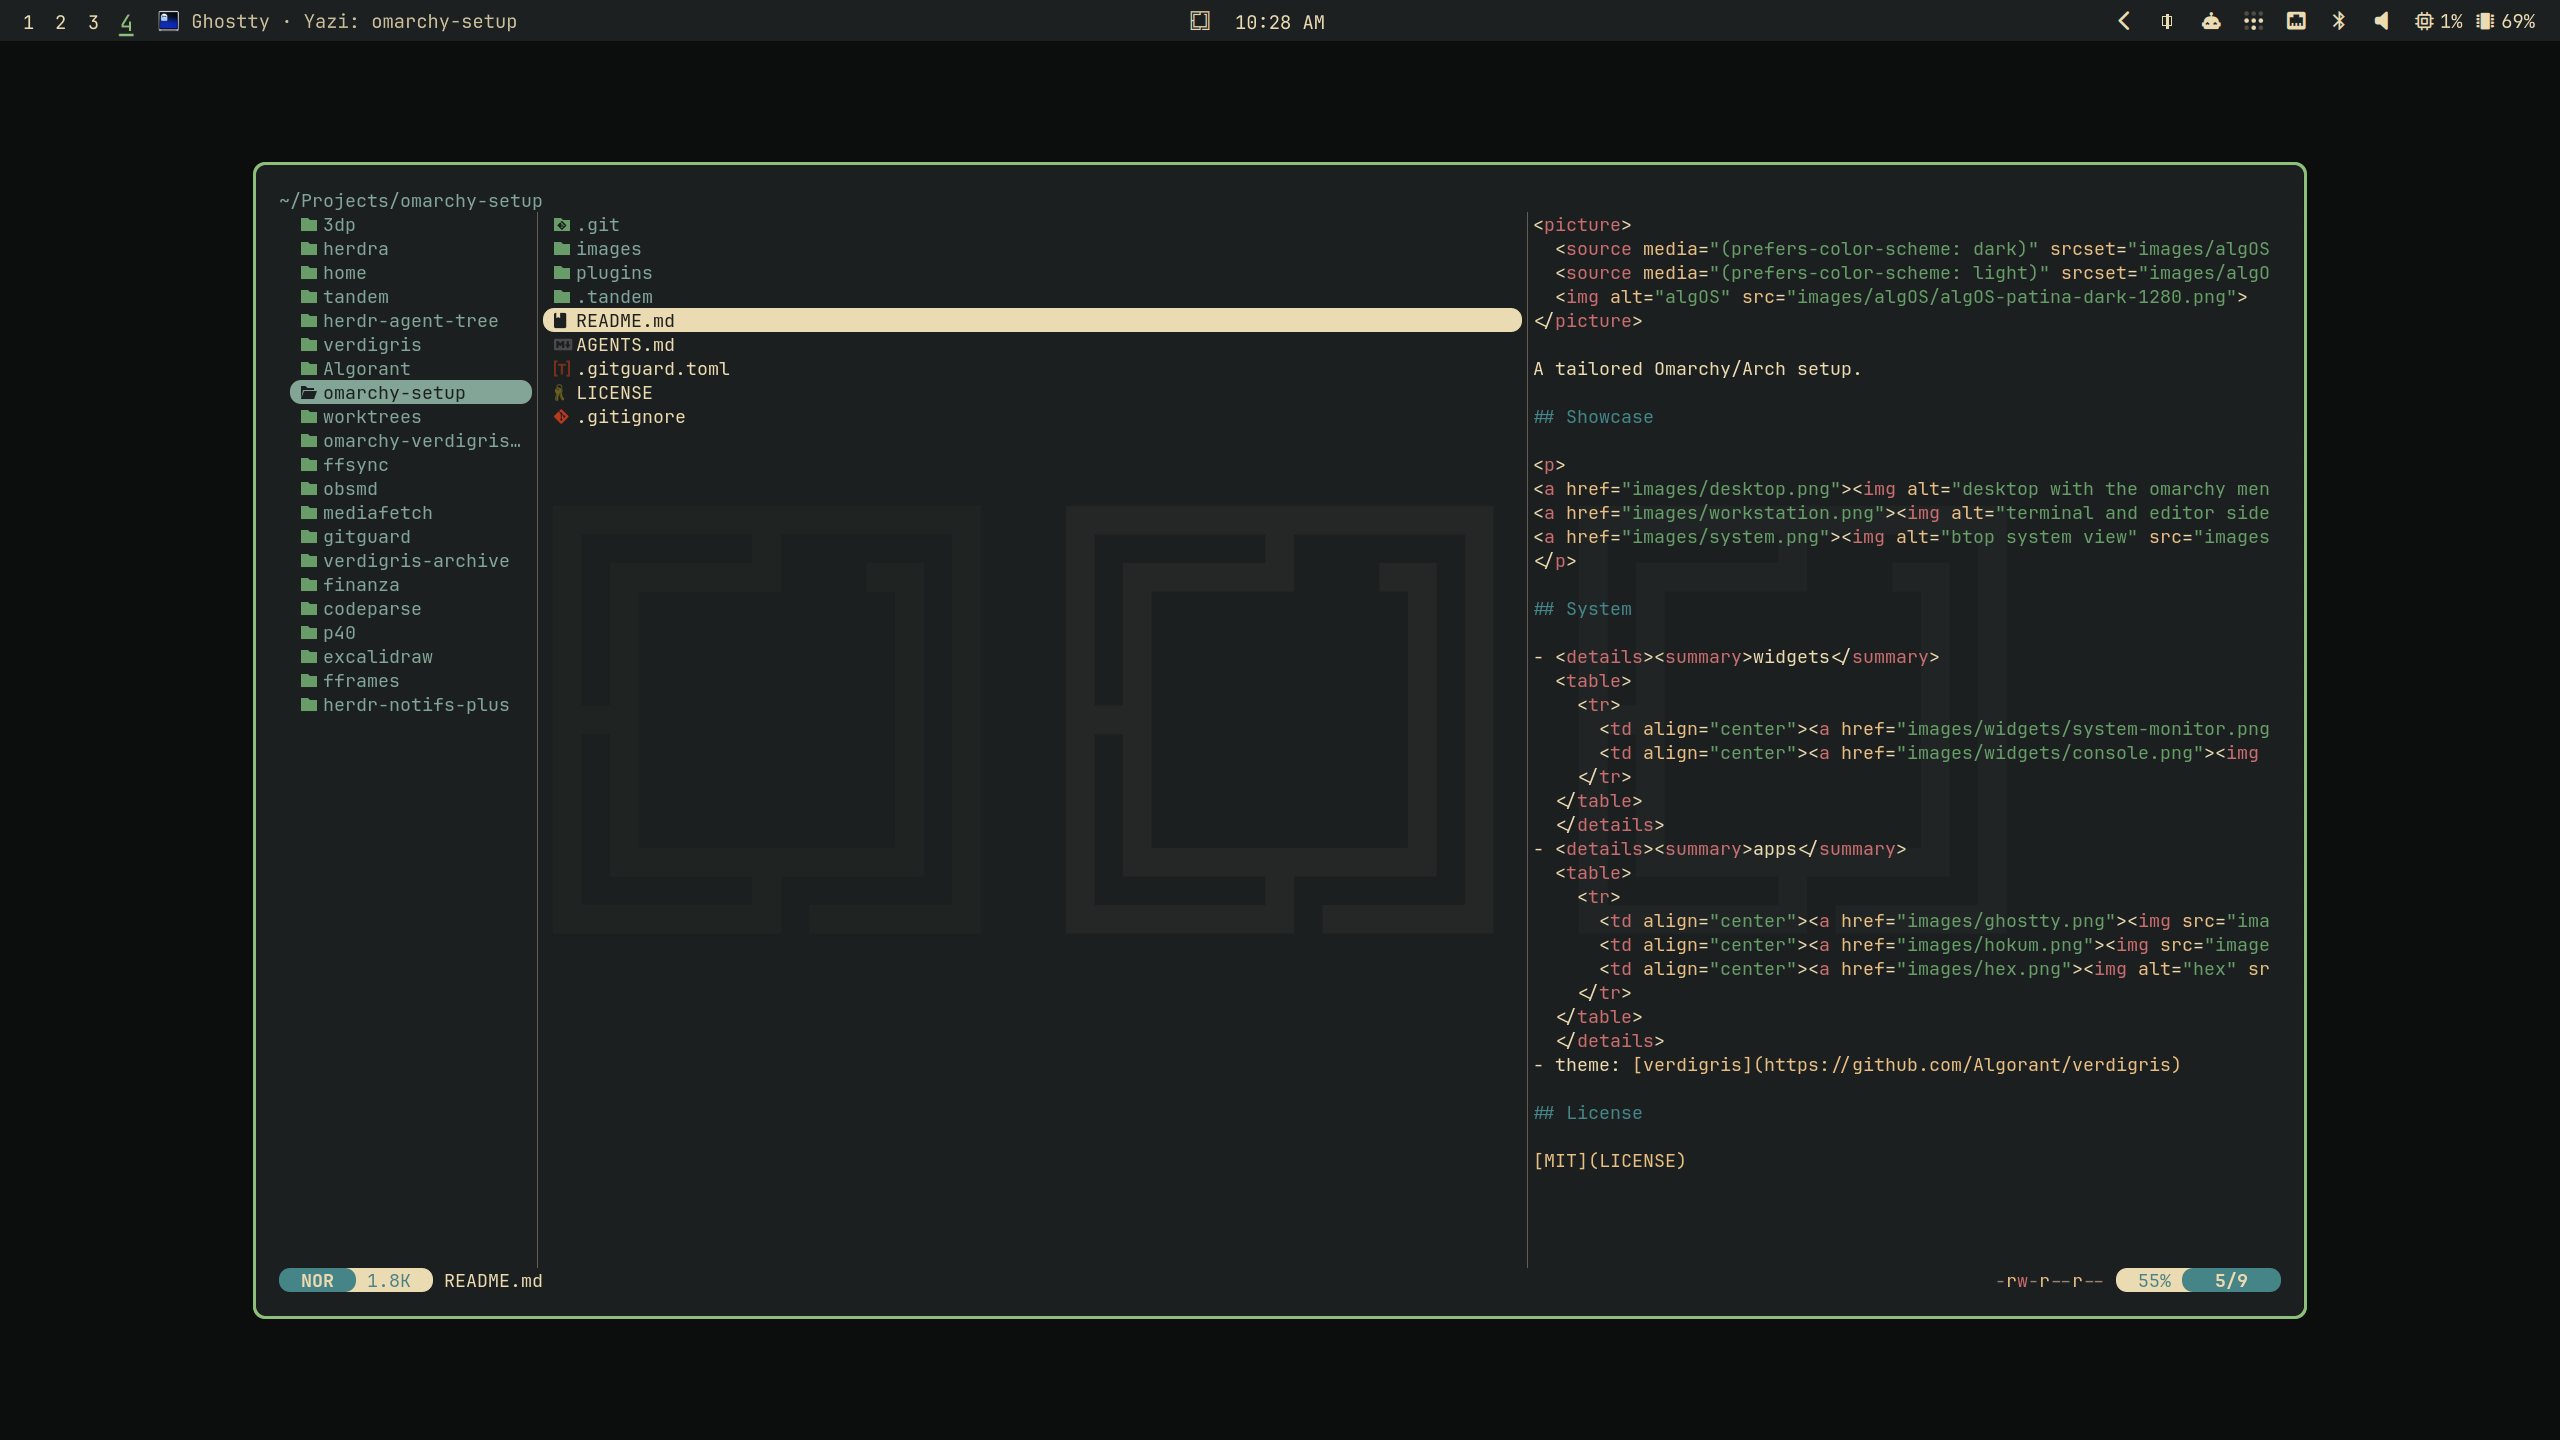 1 2 3 4 Ghostty · Yazi: omarchy-setup
10:28 AM
1% 69%
~/Projects/omarchy-setup
3dp
herdra
home
tandem
herdr-agent-tree
verdigris
Algorant
omarchy-setup
worktrees
omarchy-verdigris…
ffsync
obsmd
mediafetch
gitguard
verdigris-archive
finanza
codeparse
p40
excalidraw
fframes
herdr-notifs-plus
.git
images
plugins
.tandem
README.md
AGENTS.md
.gitguard.toml
LICENSE
.gitignore
<picture>
  <source media="(prefers-color-scheme: dark)" srcset="images/algOS
  <source media="(prefers-color-scheme: light)" srcset="images/algO
  <img alt="algOS" src="images/algOS/algOS-patina-dark-1280.png">
</picture>
A tailored Omarchy/Arch setup.
## Showcase
<p>
<a href="images/desktop.png"><img alt="desktop with the omarchy men
<a href="images/workstation.png"><img alt="terminal and editor side
<a href="images/system.png"><img alt="btop system view" src="images
</p>
## System
- <details><summary>widgets</summary>
  <table>
    <tr>
      <td align="center"><a href="images/widgets/system-monitor.png
      <td align="center"><a href="images/widgets/console.png"><img
    </tr>
  </table>
  </details>
- <details><summary>apps</summary>
  <table>
    <tr>
      <td align="center"><a href="images/ghostty.png"><img src="ima
      <td align="center"><a href="images/hokum.png"><img src="image
      <td align="center"><a href="images/hex.png"><img alt="hex" sr
    </tr>
  </table>
  </details>
- theme: [verdigris](https://github.com/Algorant/verdigris)
## License
[MIT](LICENSE)
NOR 1.8K README.md
-rw-r--r-- 55% 5/9